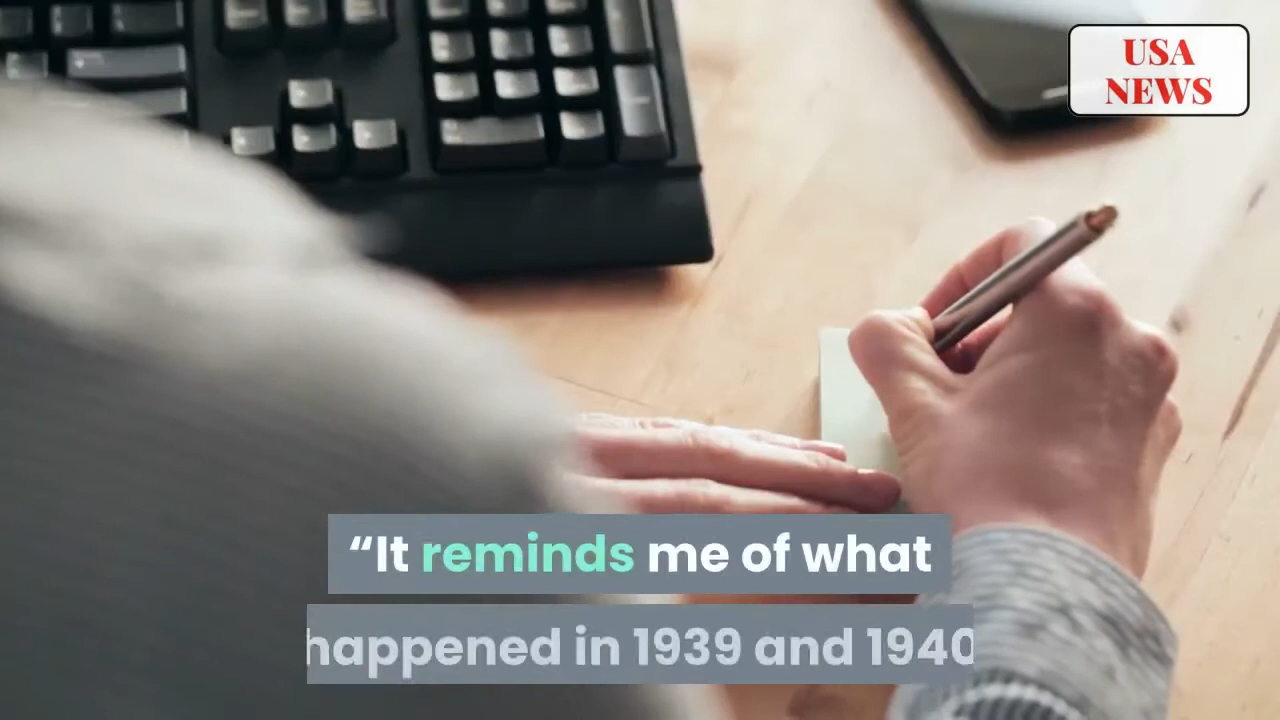 USA
NEWS
“It reminds me of what
happened in 1939 and 1940